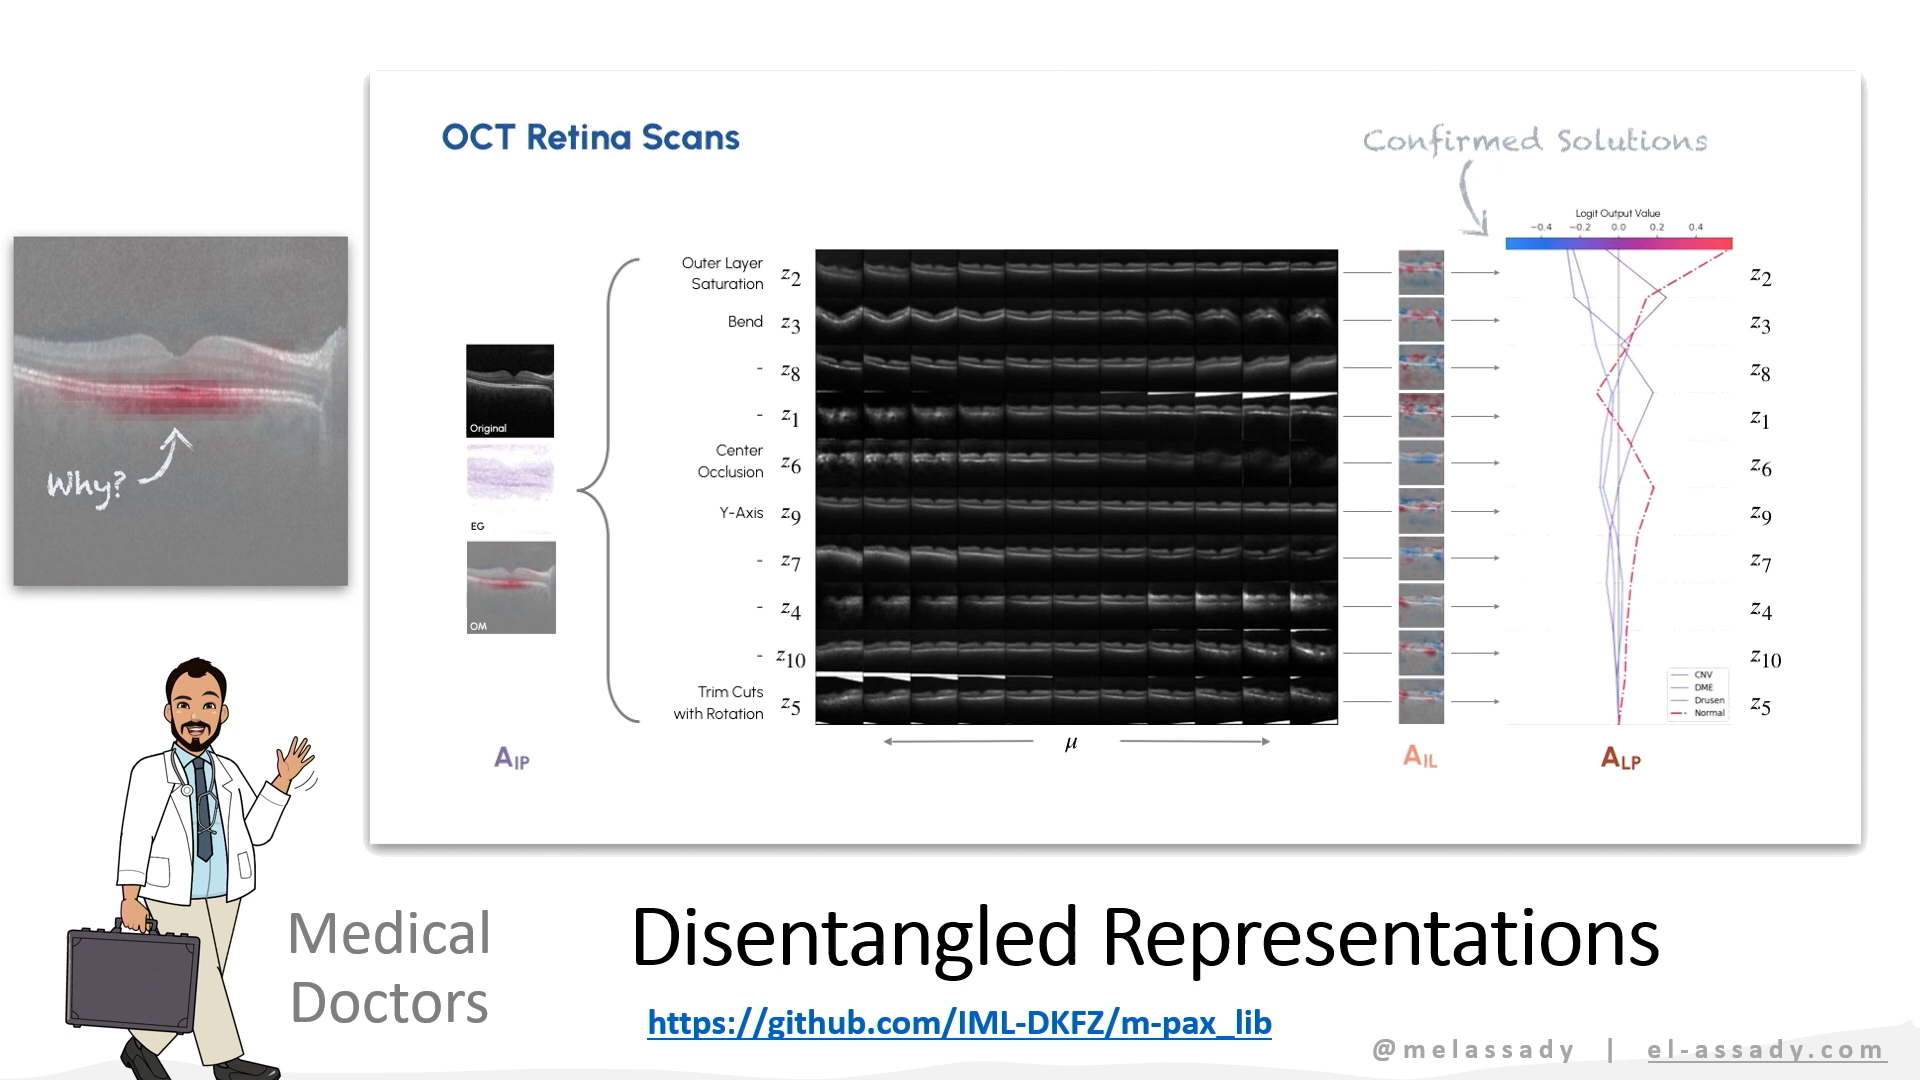 OCT Retina Scans
Confirmed Solutions
Logit Output Value
−0.4 −0.2 0.0 0.2 0.4
Outer Layer
Saturation z2
Bend z3
- z8
- z1
Center
Occlusion z6
Y-Axis z9
- z7
- z4
- z10
Trim Cuts
with Rotation z5
Original
EG
OM
z2
z3
z8
z1
z6
z9
z7
z4
z10
z5
CNV
DME
Drusen
Normal
AIP
μ
AIL
ALP
Why?
Medical
Doctors
Disentangled Representations
https://github.com/IML-DKFZ/m-pax_lib
@melassady | el-assady.com